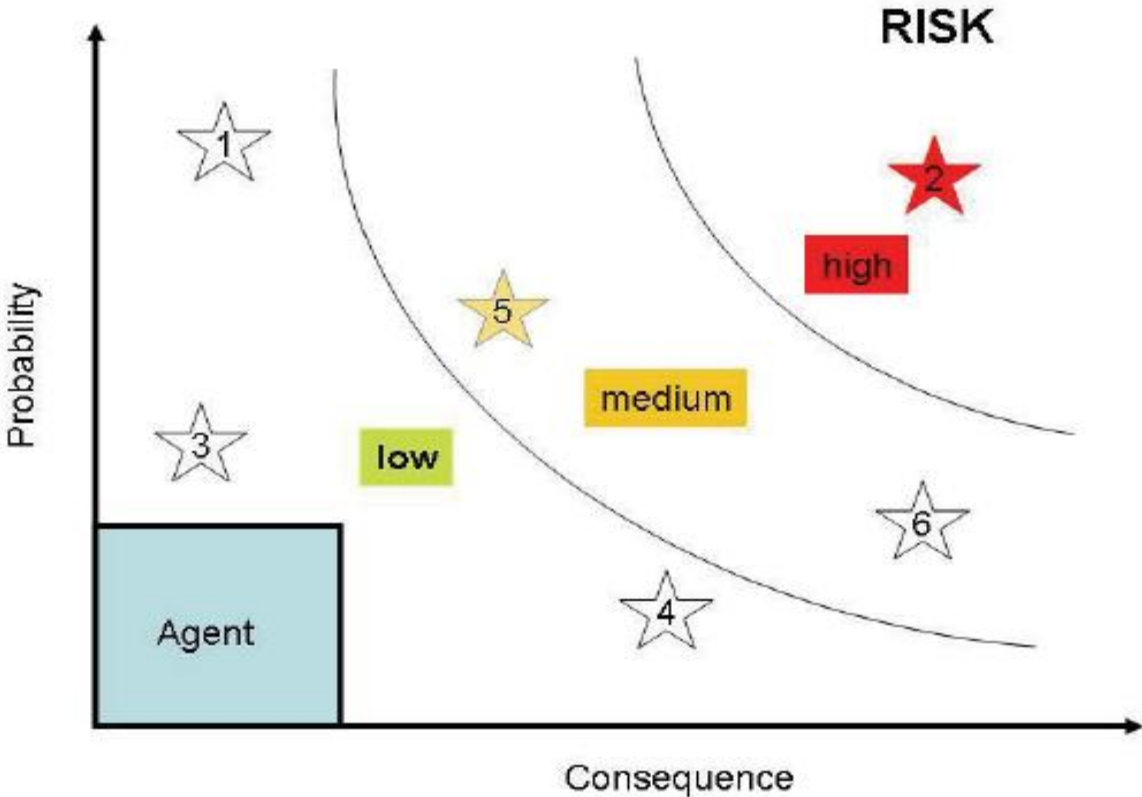 RISK
1
2
high
5
medium
Probability
3
low
6
4
Agent
Consequence